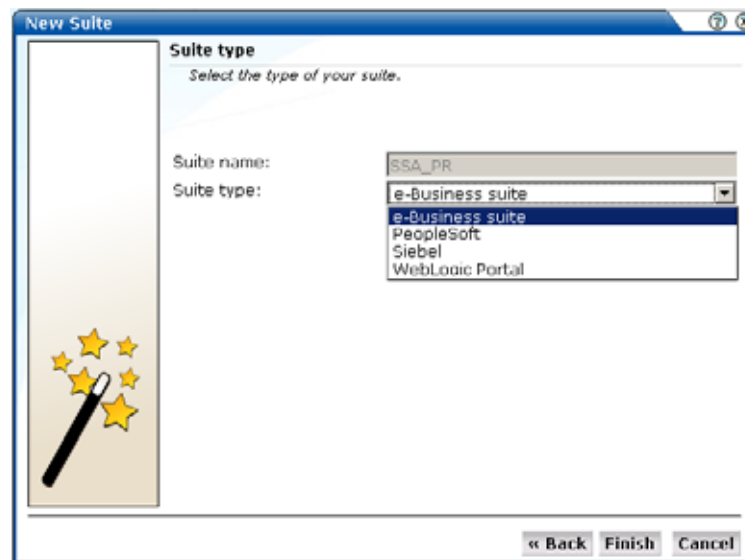 New Suite
Suite type
Select the type of your suite.
Suite name:
SSA_PR
Suite type:
e-Business suite
e-Business suite
PeopleSoft
Siebel
WebLogic Portal
« Back Finish Cancel